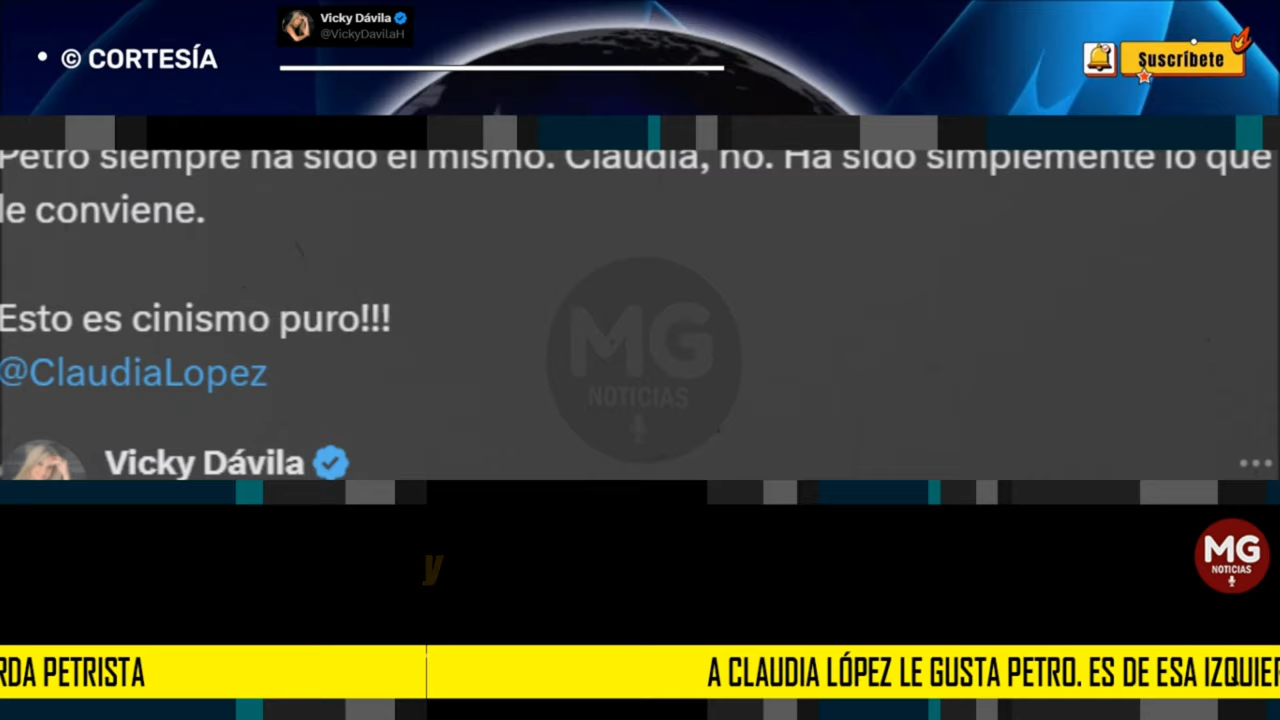 Vicky Dávila
@VickyDavilaH
• © CORTESÍA
Suscríbete
Petro siempre ha sido el mismo. Claudia, no. Ha sido simplemente lo que
le conviene.
Esto es cinismo puro!!!
@ClaudiaLopez
MG
NOTICIAS
Vicky Dávila
y
MG
NOTICIAS
RDA PETRISTA
A CLAUDIA LÓPEZ LE GUSTA PETRO. ES DE ESA IZQUIER